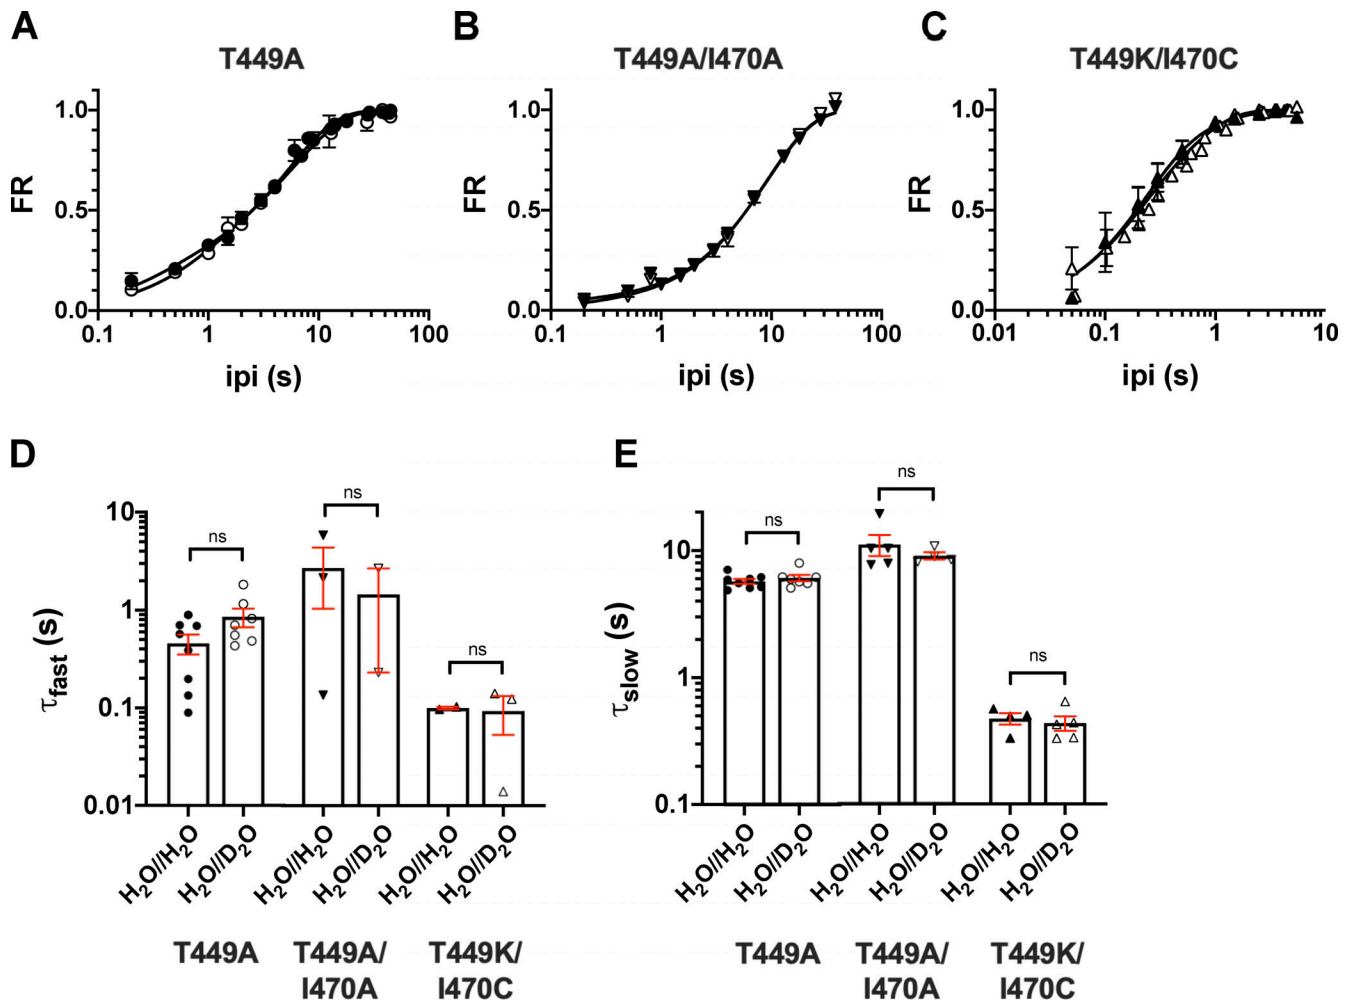 A
T449A
FR
1.0
0.5
0.0
0.1
1
10
100
ipi (s)
B
T449A/I470A
FR
1.0
0.5
0.0
0.1
1
10
100
ipi (s)
C
T449K/I470C
FR
1.0
0.5
0.0
0.01
0.1
1
10
ipi (s)
D
τfast (s)
10
1
0.1
0.01
ns
ns
ns
H2O//H2O
H2O//D2O
H2O//H2O
H2O//D2O
H2O//H2O
H2O//D2O
T449A
T449A/
I470A
T449K/
I470C
E
τslow (s)
10
1
0.1
ns
ns
ns
H2O//H2O
H2O//D2O
H2O//H2O
H2O//D2O
H2O//H2O
H2O//D2O
T449A
T449A/
I470A
T449K/
I470C